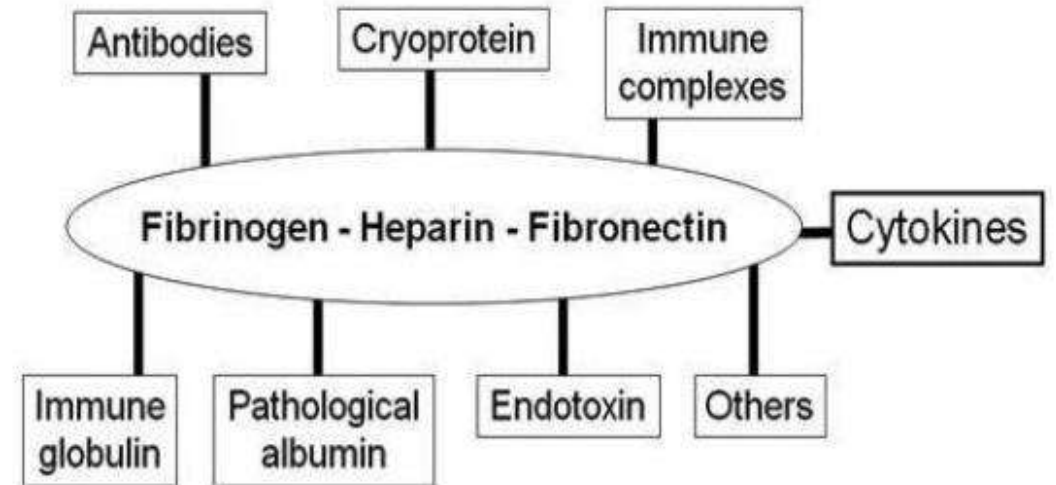 Antibodies
Cryoprotein
Immune
complexes
Fibrinogen - Heparin - Fibronectin
Cytokines
Immune
globulin
Pathological
albumin
Endotoxin
Others